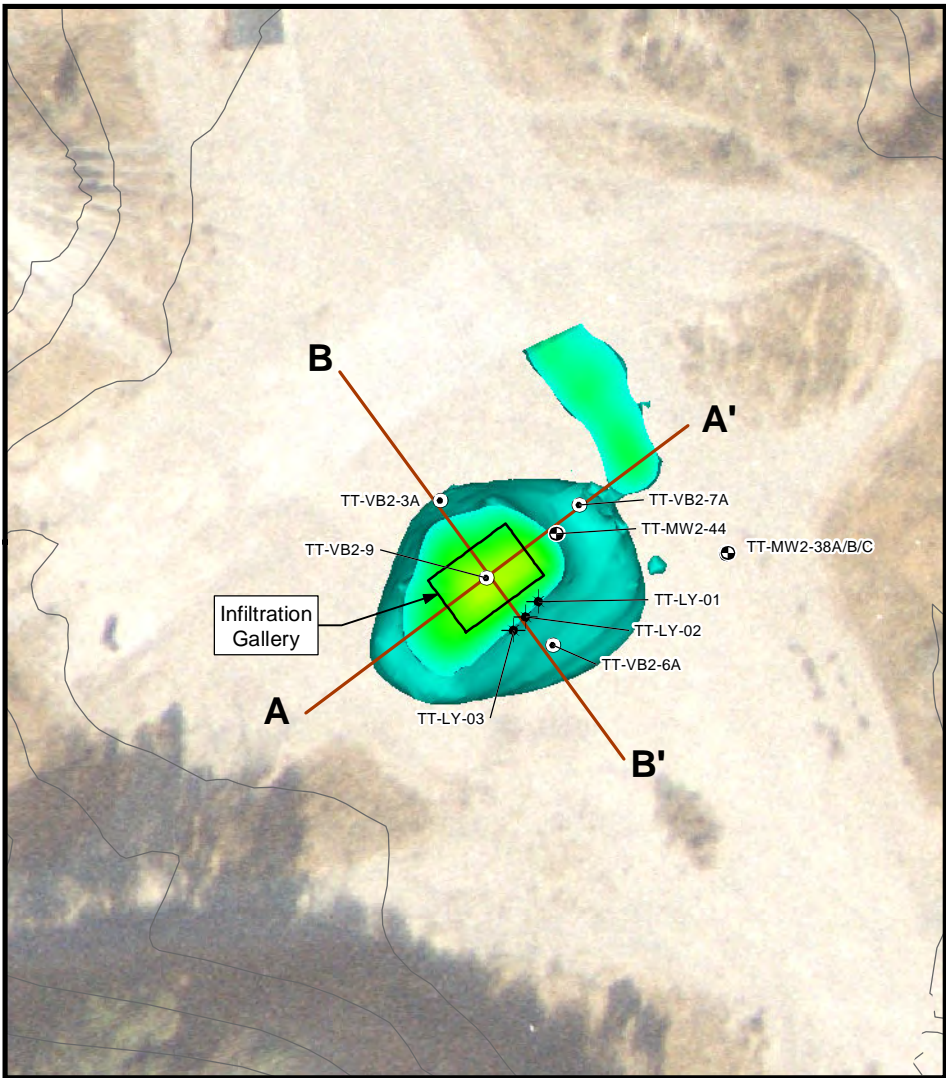 B
A'
TT-VB2-3A
TT-VB2-7A
TT-MW2-44
TT-VB2-9
TT-MW2-38A/B/C
TT-LY-01
Infiltration
Gallery
TT-LY-02
TT-VB2-6A
A
TT-LY-03
B'